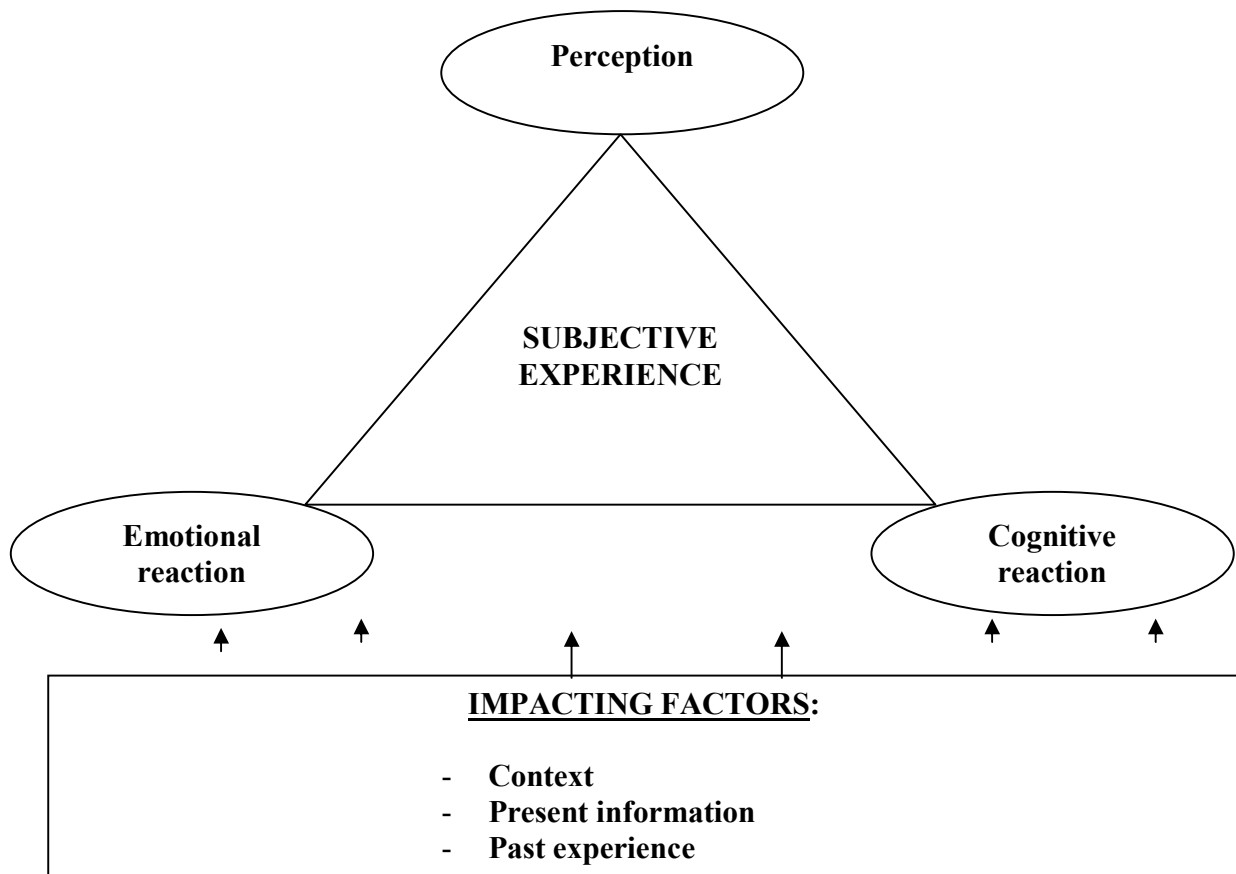 Perception
SUBJECTIVE
EXPERIENCE
Emotional
reaction
Cognitive
reaction
IMPACTING FACTORS:
- Context
- Present information
- Past experience